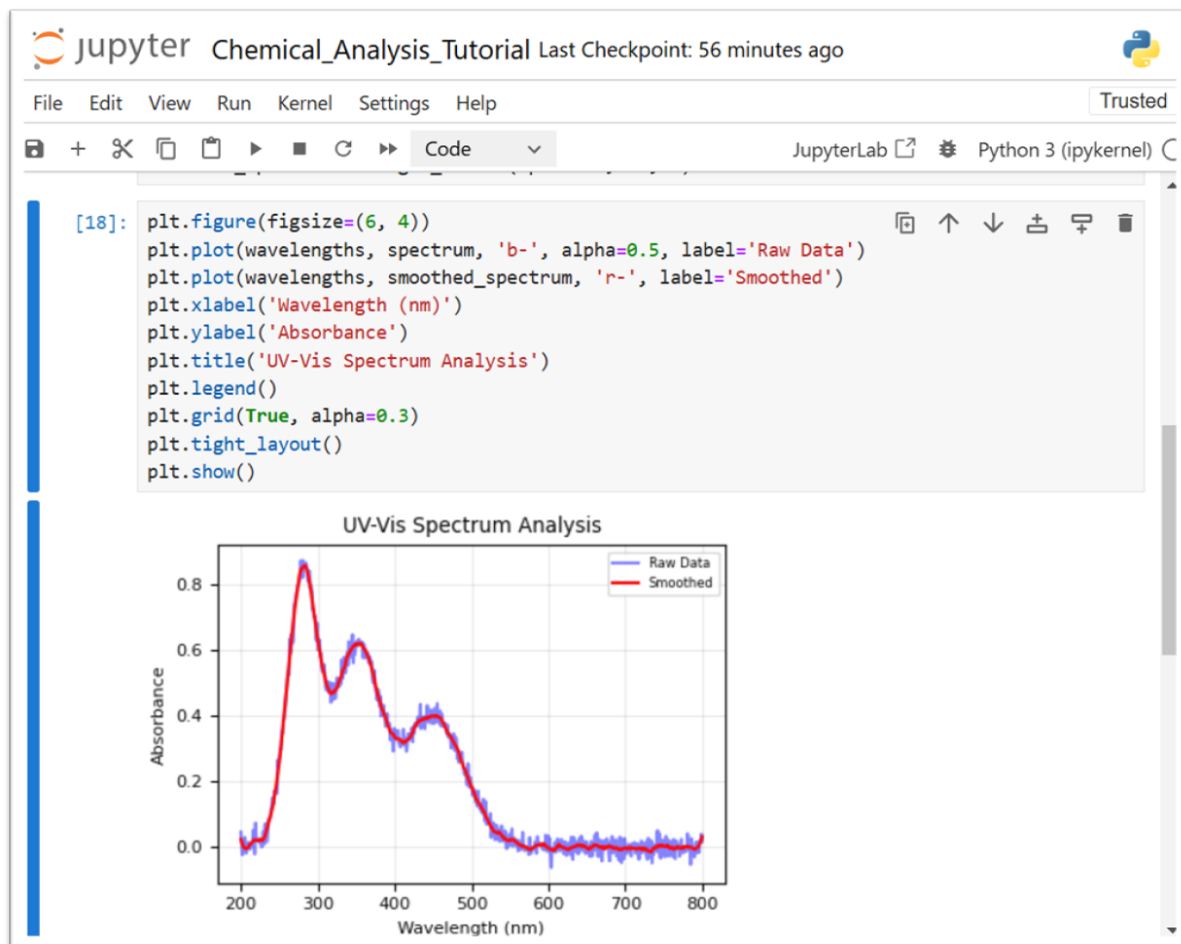 jupyter Chemical_Analysis_Tutorial Last Checkpoint: 56 minutes ago
File Edit View Run Kernel Settings Help Trusted
Code JupyterLab Python 3 (ipykernel)
[18]: plt.figure(figsize=(6, 4))
plt.plot(wavelengths, spectrum, 'b-', alpha=0.5, label='Raw Data')
plt.plot(wavelengths, smoothed_spectrum, 'r-', label='Smoothed')
plt.xlabel('Wavelength (nm)')
plt.ylabel('Absorbance')
plt.title('UV-Vis Spectrum Analysis')
plt.legend()
plt.grid(True, alpha=0.3)
plt.tight_layout()
plt.show()
UV-Vis Spectrum Analysis
Raw Data
Smoothed
Absorbance
0.8
0.6
0.4
0.2
0.0
200 300 400 500 600 700 800
Wavelength (nm)